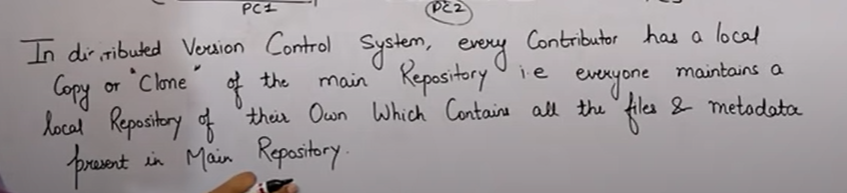 PC1 PC2
In distributed Version Control System, every Contributor has a local
Copy or "Clone" of the main Repository i.e everyone maintains a
local Repository of their Own Which Contains all the files & metadata
present in Main Repository.